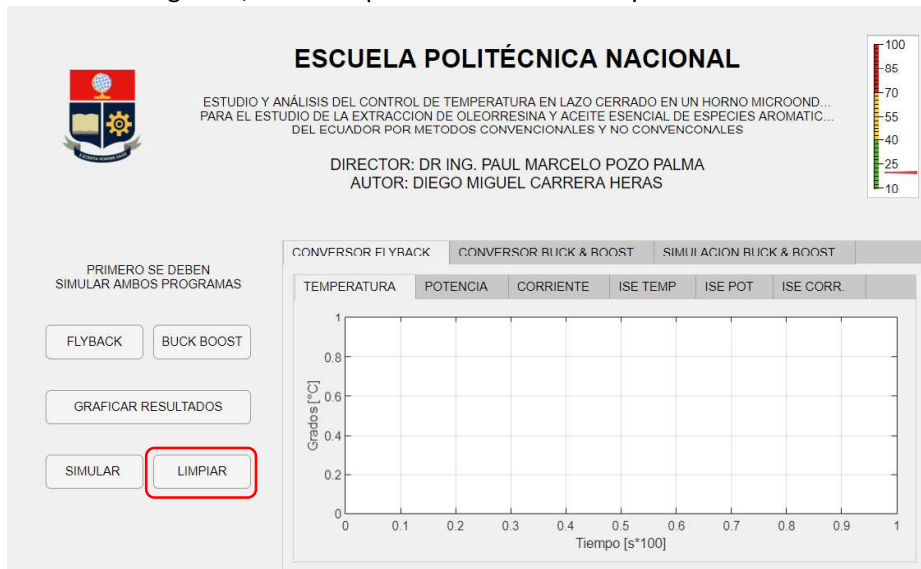 ESCUELA POLITÉCNICA NACIONAL
ESTUDIO Y ANÁLISIS DEL CONTROL DE TEMPERATURA EN LAZO CERRADO EN UN HORNO MICROOND...
PARA EL ESTUDIO DE LA EXTRACCION DE OLEORRESINA Y ACEITE ESENCIAL DE ESPECIES AROMATIC...
DEL ECUADOR POR METODOS CONVENCIONALES Y NO CONVENCONALES
DIRECTOR: DR ING. PAUL MARCELO POZO PALMA
AUTOR: DIEGO MIGUEL CARRERA HERAS
100
85
70
55
40
25
10
PRIMERO SE DEBEN
SIMULAR AMBOS PROGRAMAS
FLYBACK BUCK BOOST
GRAFICAR RESULTADOS
SIMULAR LIMPIAR
CONVERSOR FLYBACK CONVERSOR BUCK & BOOST SIMULACION BUCK & BOOST
TEMPERATURA POTENCIA CORRIENTE ISE TEMP ISE POT ISE CORR.
1
0.8
0.6
0.4
0.2
0
Grados [°C]
0 0.1 0.2 0.3 0.4 0.5 0.6 0.7 0.8 0.9 1
Tiempo [s*100]